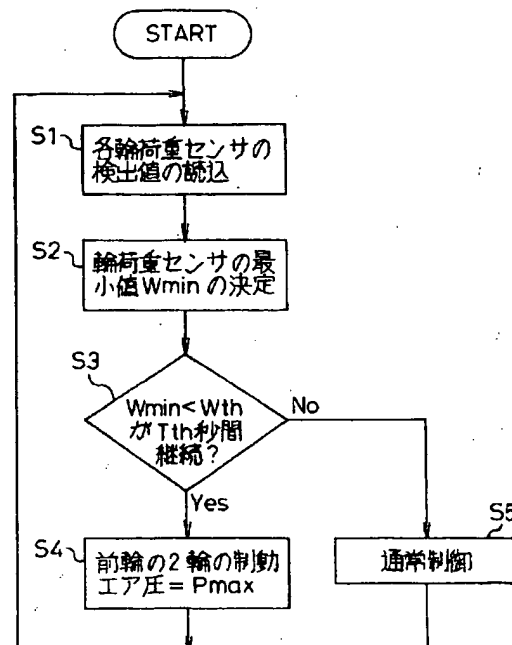 START
S1
各輪荷重センサの
検出値の読込
S2
輪荷重センサの最
小値Wminの決定
S3
Wmin<Wth
がTth秒間
継続?
No
Yes
S4
前輪の2輪の制動
エア圧=Pmax
S5
通常制御